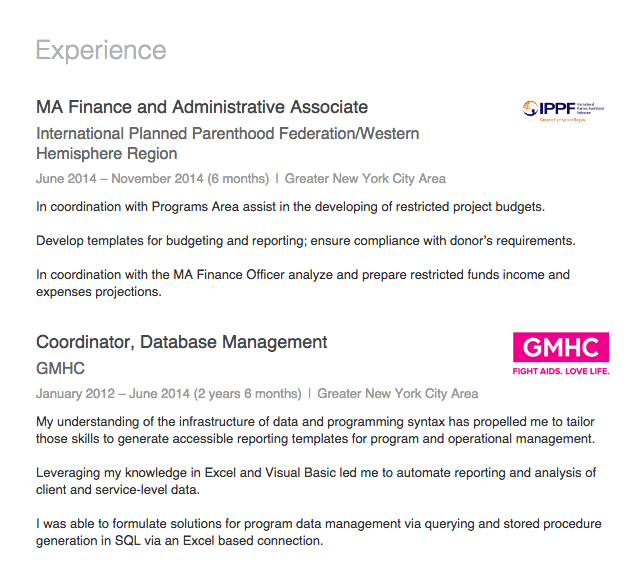 Experience
MA Finance and Administrative Associate
IPPF
International Planned Parenthood Federation/Western
Hemisphere Region
June 2014 – November 2014 (6 months) | Greater New York City Area
In coordination with Programs Area assist in the developing of restricted project budgets.
Develop templates for budgeting and reporting; ensure compliance with donor's requirements.
In coordination with the MA Finance Officer analyze and prepare restricted funds income and
expenses projections.
Coordinator, Database Management
GMHC
FIGHT AIDS. LOVE LIFE.
GMHC
January 2012 – June 2014 (2 years 6 months) | Greater New York City Area
My understanding of the infrastructure of data and programming syntax has propelled me to tailor
those skills to generate accessible reporting templates for program and operational management.
Leveraging my knowledge in Excel and Visual Basic led me to automate reporting and analysis of
client and service-level data.
I was able to formulate solutions for program data management via querying and stored procedure
generation in SQL via an Excel based connection.